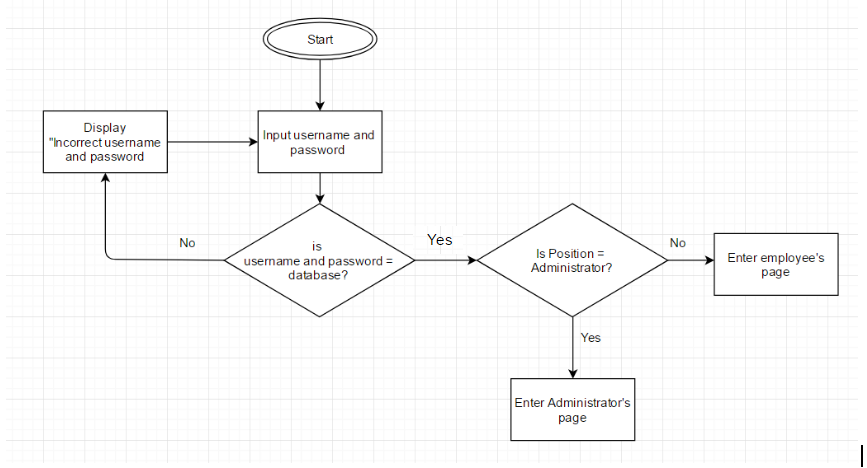 Start
Display
"Incorrect username
and password
Input username and
password
No
is
username and password =
database?
Yes
Is Position =
Administrator?
No
Enter employee's
page
Yes
Enter Administrator's
page